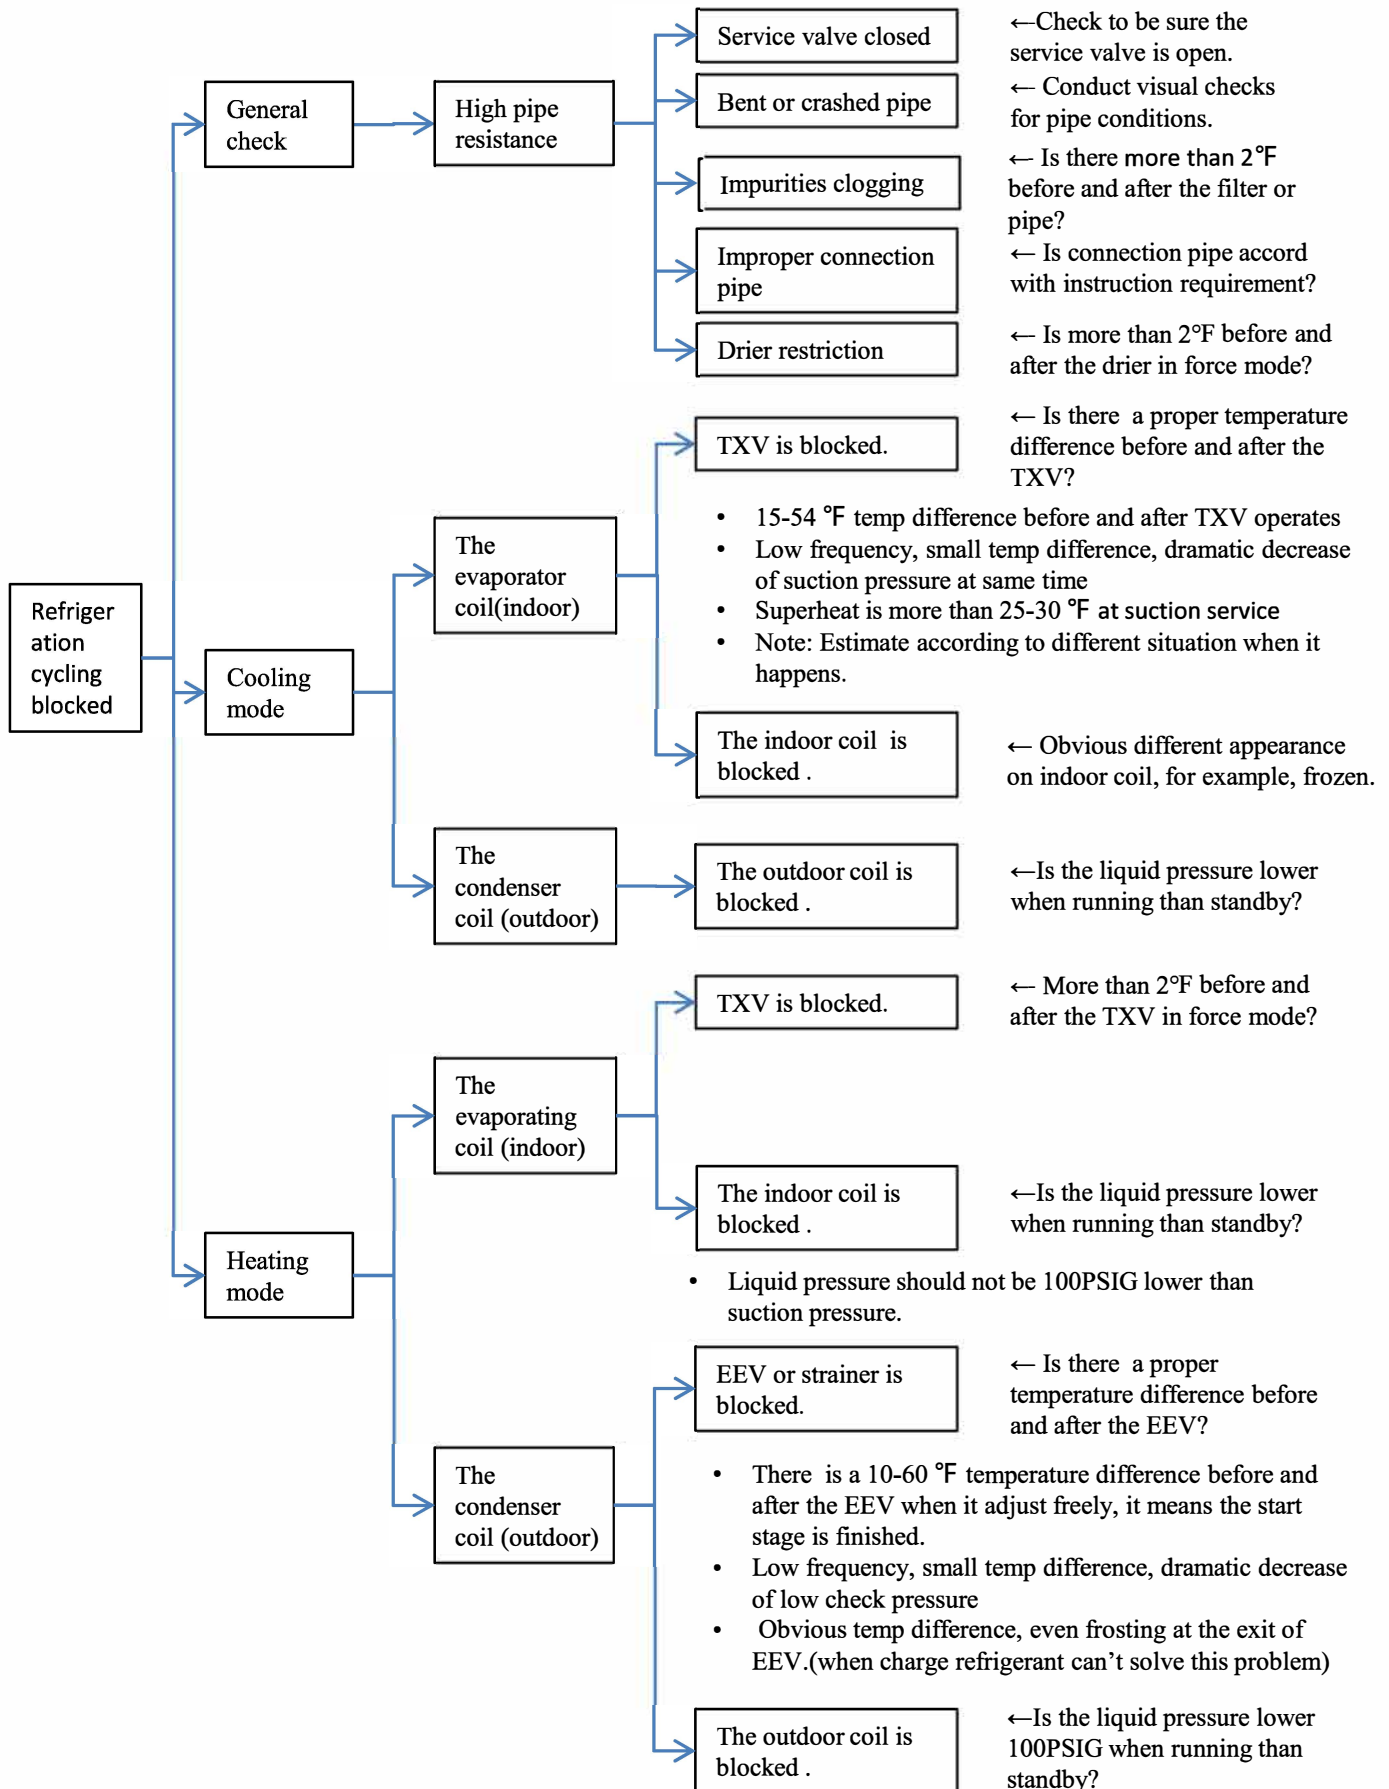 Refriger
ation
cycling
blocked
General
check
High pipe
resistance
Service valve closed
←Check to be sure the
service valve is open.
Bent or crashed pipe
← Conduct visual checks
for pipe conditions.
Impurities clogging
← Is there more than 2℉
before and after the filter or
pipe?
Improper connection
pipe
← Is connection pipe accord
with instruction requirement?
Drier restriction
← Is more than 2°F before and
after the drier in force mode?
Cooling
mode
The
evaporator
coil(indoor)
TXV is blocked.
← Is there  a proper temperature
difference before and after the
TXV?
• 15-54 ℉ temp difference before and after TXV operates
• Low frequency, small temp difference, dramatic decrease
of suction pressure at same time
• Superheat is more than 25-30 ℉ at suction service
• Note: Estimate according to different situation when it
happens.
The indoor coil  is
blocked .
← Obvious different appearance
on indoor coil, for example, frozen.
The
condenser
coil (outdoor)
The outdoor coil is
blocked .
←Is the liquid pressure lower
when running than standby?
Heating
mode
The
evaporating
coil (indoor)
TXV is blocked.
← More than 2°F before and
after the TXV in force mode?
The indoor coil is
blocked .
←Is the liquid pressure lower
when running than standby?
• Liquid pressure should not be 100PSIG lower than
suction pressure.
The
condenser
coil (outdoor)
EEV or strainer is
blocked.
← Is there  a proper
temperature difference before
and after the EEV?
• There  is a 10-60 ℉ temperature difference before and
after the EEV when it adjust freely, it means the start
stage is finished.
• Low frequency, small temp difference, dramatic decrease
of low check pressure
• Obvious temp difference, even frosting at the exit of
EEV.(when charge refrigerant can’t solve this problem)
The outdoor coil is
blocked .
←Is the liquid pressure lower
100PSIG when running than
standby?